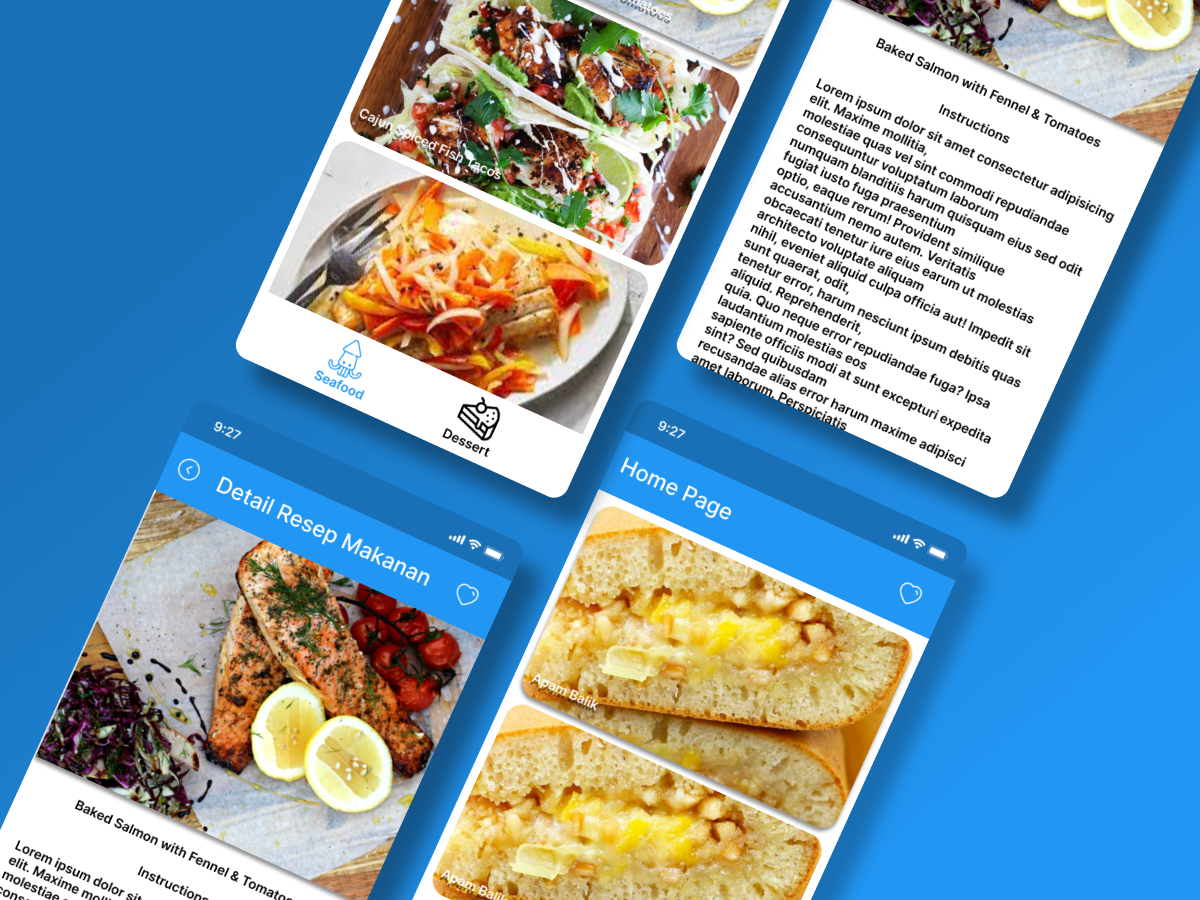 Tomatoes
Cajun Spiced Fish Tacos
Seafood
Dessert
Baked Salmon with Fennel & Tomatoes
Instructions
Lorem ipsum dolor sit amet consectetur adipisicing
elit. Maxime mollitia,
molestiae quas vel sint commodi repudiandae
consequuntur voluptatum laborum
numquam blanditiis harum quisquam eius sed odit
fugiat iusto fuga praesentium
optio, eaque rerum! Provident similique
accusantium nemo autem. Veritatis
obcaecati tenetur iure eius earum ut molestias
architecto voluptate aliquam
nihil, eveniet aliquid culpa officia aut! Impedit sit
sunt quaerat, odit,
tenetur error, harum nesciunt ipsum debitis quas
aliquid. Reprehenderit,
quia. Quo neque error repudiandae fuga? Ipsa
laudantium molestias eos
sapiente officiis modi at sunt excepturi expedita
sint? Sed quibusdam
recusandae alias error harum maxime adipisci
amet laborum. Perspiciatis
9:27
Detail Resep Makanan
Baked Salmon with Fennel & Tomatoes
Instructions
Lorem ipsum dolor sit
elit. Maxime
molestiae
9:27
Home Page
Apam Balik
Apam Balik